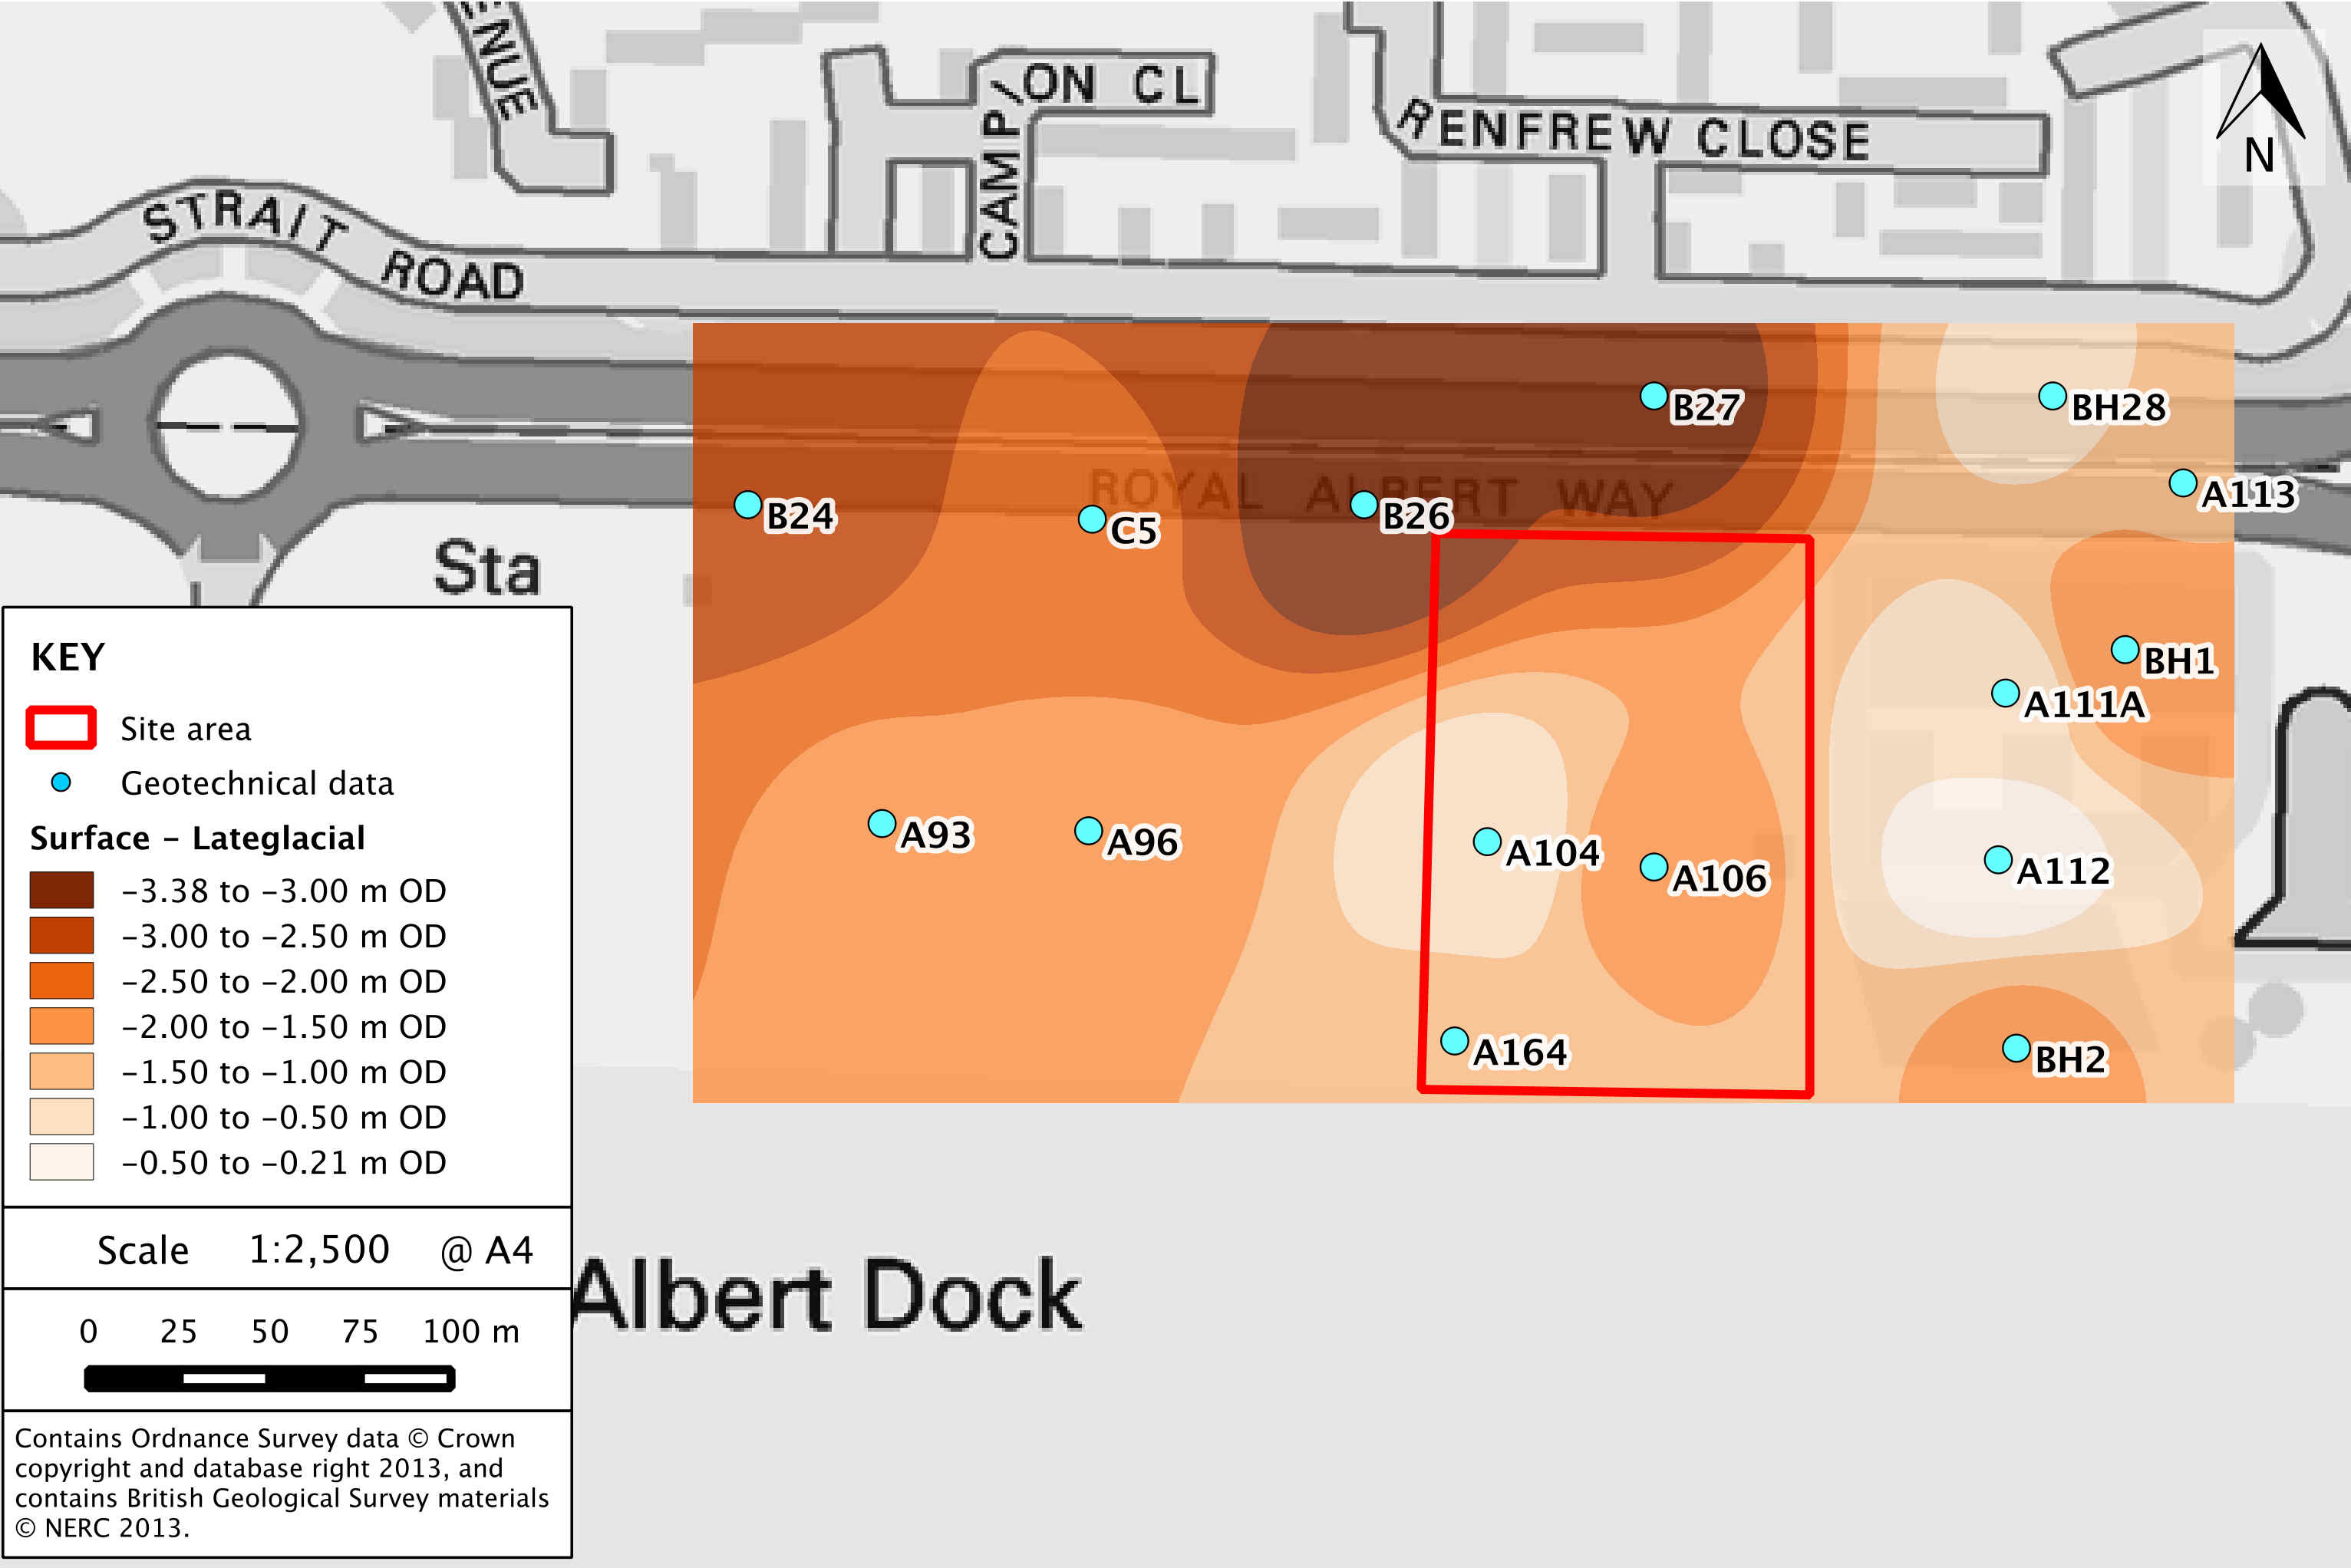 ENUE
CAMPION CL
RENFREW CLOSE
N
STRAIT ROAD
B27
BH28
ROYAL ALBERT WAY
A113
B24
C5
B26
Sta
BH1
A111A
A93
A96
A104
A106
A112
A164
BH2
KEY
Site area
Geotechnical data
Surface - Lateglacial
-3.38 to -3.00 m OD
-3.00 to -2.50 m OD
-2.50 to -2.00 m OD
-2.00 to -1.50 m OD
-1.50 to -1.00 m OD
-1.00 to -0.50 m OD
-0.50 to -0.21 m OD
Scale 1:2,500 @ A4
0 25 50 75 100 m
Albert Dock
Contains Ordnance Survey data © Crown
copyright and database right 2013, and
contains British Geological Survey materials
© NERC 2013.